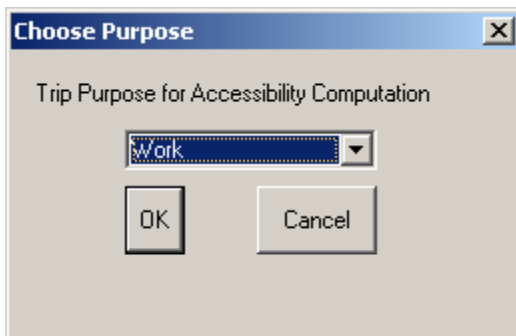 Choose Purpose
Trip Purpose for Accessibility Computation
Work
OK Cancel